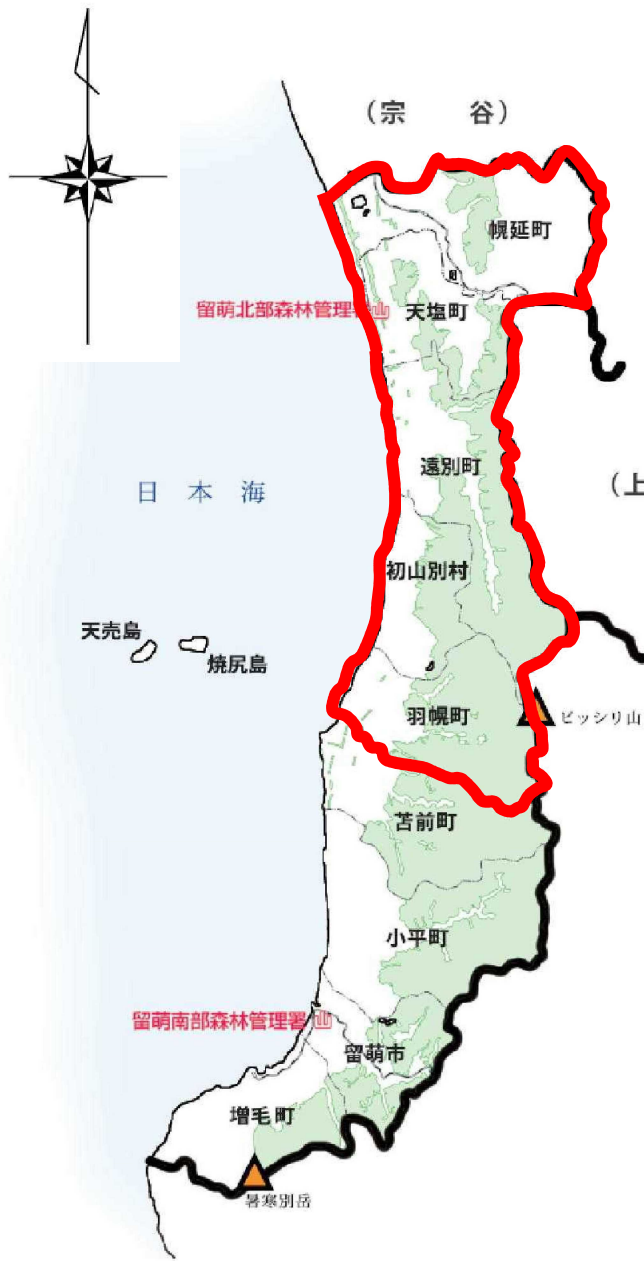 (宗 谷)
幌延町
留萌北部森林管理署
天塩町
遠別町
日 本 海
(上
初山別村
天売島
焼尻島
羽幌町
ピッシリ山
苫前町
小平町
留萌南部森林管理署
留萌市
増毛町
暑寒別岳